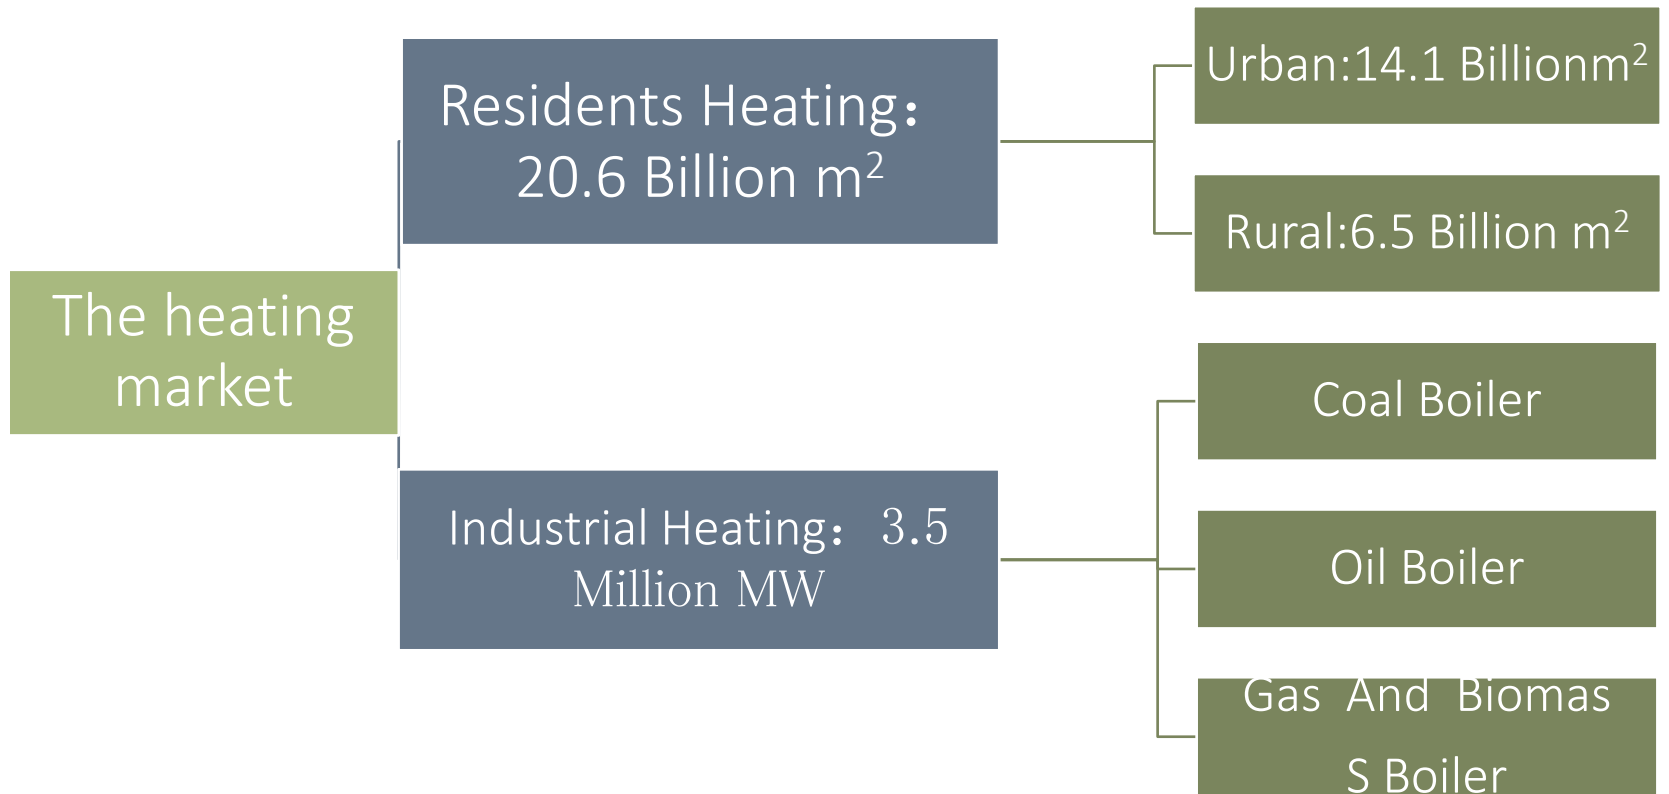 The heating
market
Residents Heating：
20.6 Billion m²
Urban:14.1 Billionm²
Rural:6.5 Billion m²
Industrial Heating： 3.5
Million MW
Coal Boiler
Oil Boiler
Gas And Biomas
S Boiler